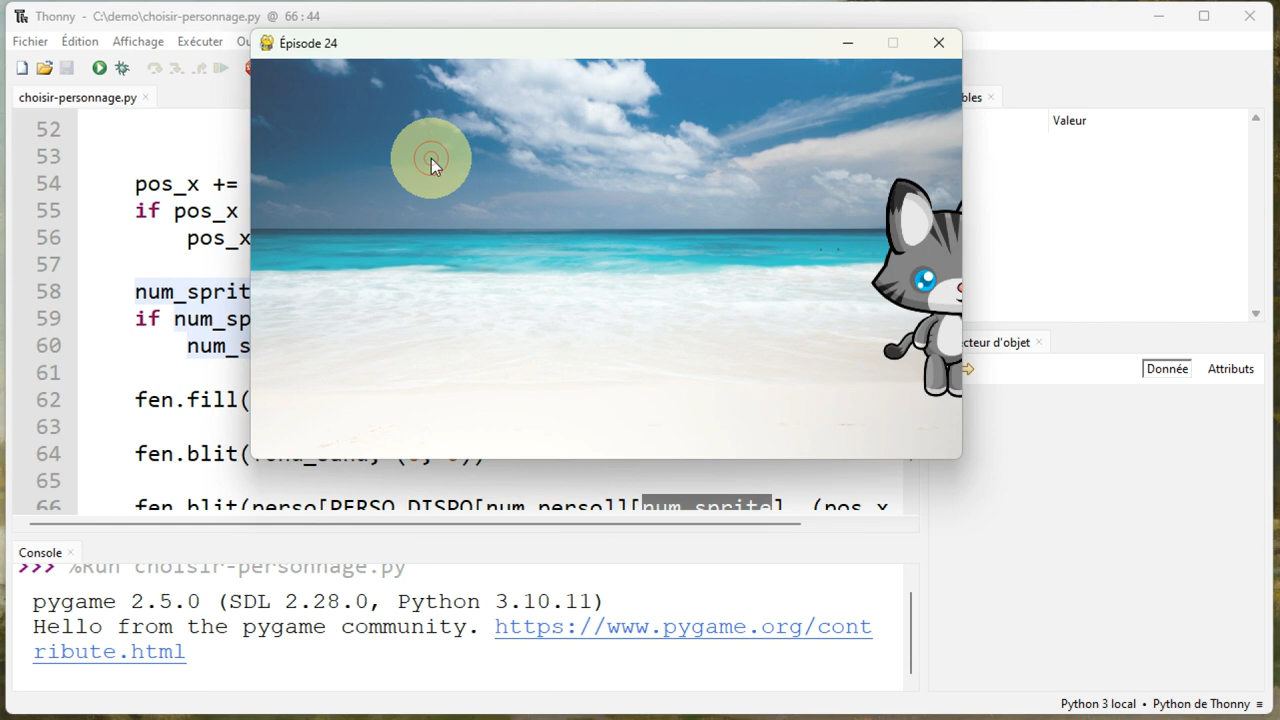 Thonny - C:\demo\choisir-personnage.py @ 66:44
Fichier Édition Affichage Exécuter
Épisode 24
choisir-personnage.py
Valeur
52
53
54 pos_x +=
55 if pos_x
56 pos_x
57
58 num_sprit
59 if num_sp
60 num_s
61
62 fen.fill(
63
64 fen.blit(
65
66 fen.blit(perso[PERSO_DISPO[num_perso]][num_sprite], (pos_x
cteur d'objet
Donnée Attributs
Console
>>> %Run choisir-personnage.py
pygame 2.5.0 (SDL 2.28.0, Python 3.10.11)
Hello from the pygame community. https://www.pygame.org/cont
ribute.html
Python 3 local • Python de Thonny ≡